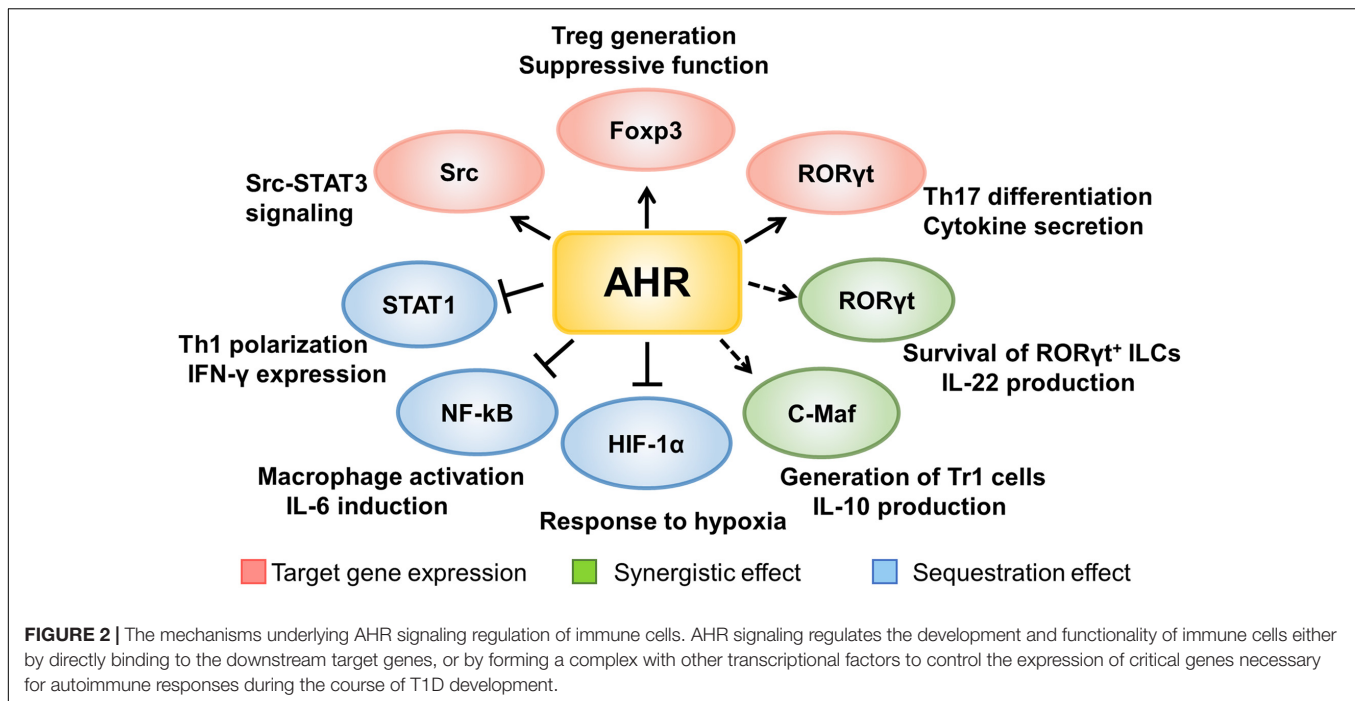 Treg generation
Suppressive function
Foxp3
Src
RORγt
Src-STAT3
signaling
Th17 differentiation
Cytokine secretion
AHR
STAT1
RORγt
Th1 polarization
IFN-γ expression
Survival of RORγt⁺ ILCs
IL-22 production
NF-kB
HIF-1α
C-Maf
Macrophage activation
IL-6 induction
Generation of Tr1 cells
IL-10 production
Response to hypoxia
Target gene expression
Synergistic effect
Sequestration effect
FIGURE 2 | The mechanisms underlying AHR signaling regulation of immune cells. AHR signaling regulates the development and functionality of immune cells either
by directly binding to the downstream target genes, or by forming a complex with other transcriptional factors to control the expression of critical genes necessary
for autoimmune responses during the course of T1D development.